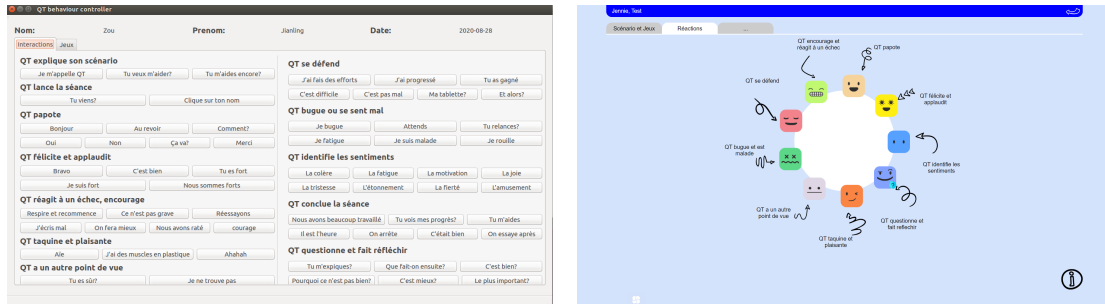 QT behaviour controller
Nom: Zou Prenom: Jianling Date: 2020-08-28
Interactions Jeux
QT explique son scénario
Je m'appelle QT Tu veux m'aider? Tu m'aides encore?
QT lance la séance
Tu viens? Clique sur ton nom
QT papote
Bonjour Au revoir Comment?
Oui Non Ça va? Merci
QT félicite et applaudit
Bravo C'est bien Tu es fort
Je suis fort Nous sommes forts
QT réagit à un échec, encourage
Respire et recommence Ce n'est pas grave Réessayons
J'écris mal On fera mieux Nous avons raté courage
QT taquine et plaisante
Aie J'ai des muscles en plastique Ahahah
QT a un autre point de vue
Tu es sûr? Je ne trouve pas
QT se défend
J'ai fais des efforts J'ai progressé Tu as gagné
C'est difficile C'est pas mal Ma tablette? Et alors?
QT bugue ou se sent mal
Je bugue Attends Tu relances?
Je fatigue Je suis malade Je rouille
QT identifie les sentiments
La colère La fatigue La motivation La joie
La tristesse L'étonnement La fierté L'amusement
QT conclue la séance
Nous avons beaucoup travaillé Tu vois mes progrès? Tu m'aides
Il est l'heure On arrête C'était bien On essaye après
QT questionne et fait réfléchir
Tu m'expiques? Que fait-on ensuite? C'est bien?
Pourquoi ce n'est pas bien? C'est mieux? Le plus important?
Jennie, Test
Scénario et Jeux Réactions ...
QT encourage et
réagit à un échec
QT papote
QT se défend
QT félicite et
applaudit
QT bugue et est
malade
QT identifie les
sentiments
QT a un autre
point de vue
QT questionne et
fait reflechir
QT taquine et
plaisante